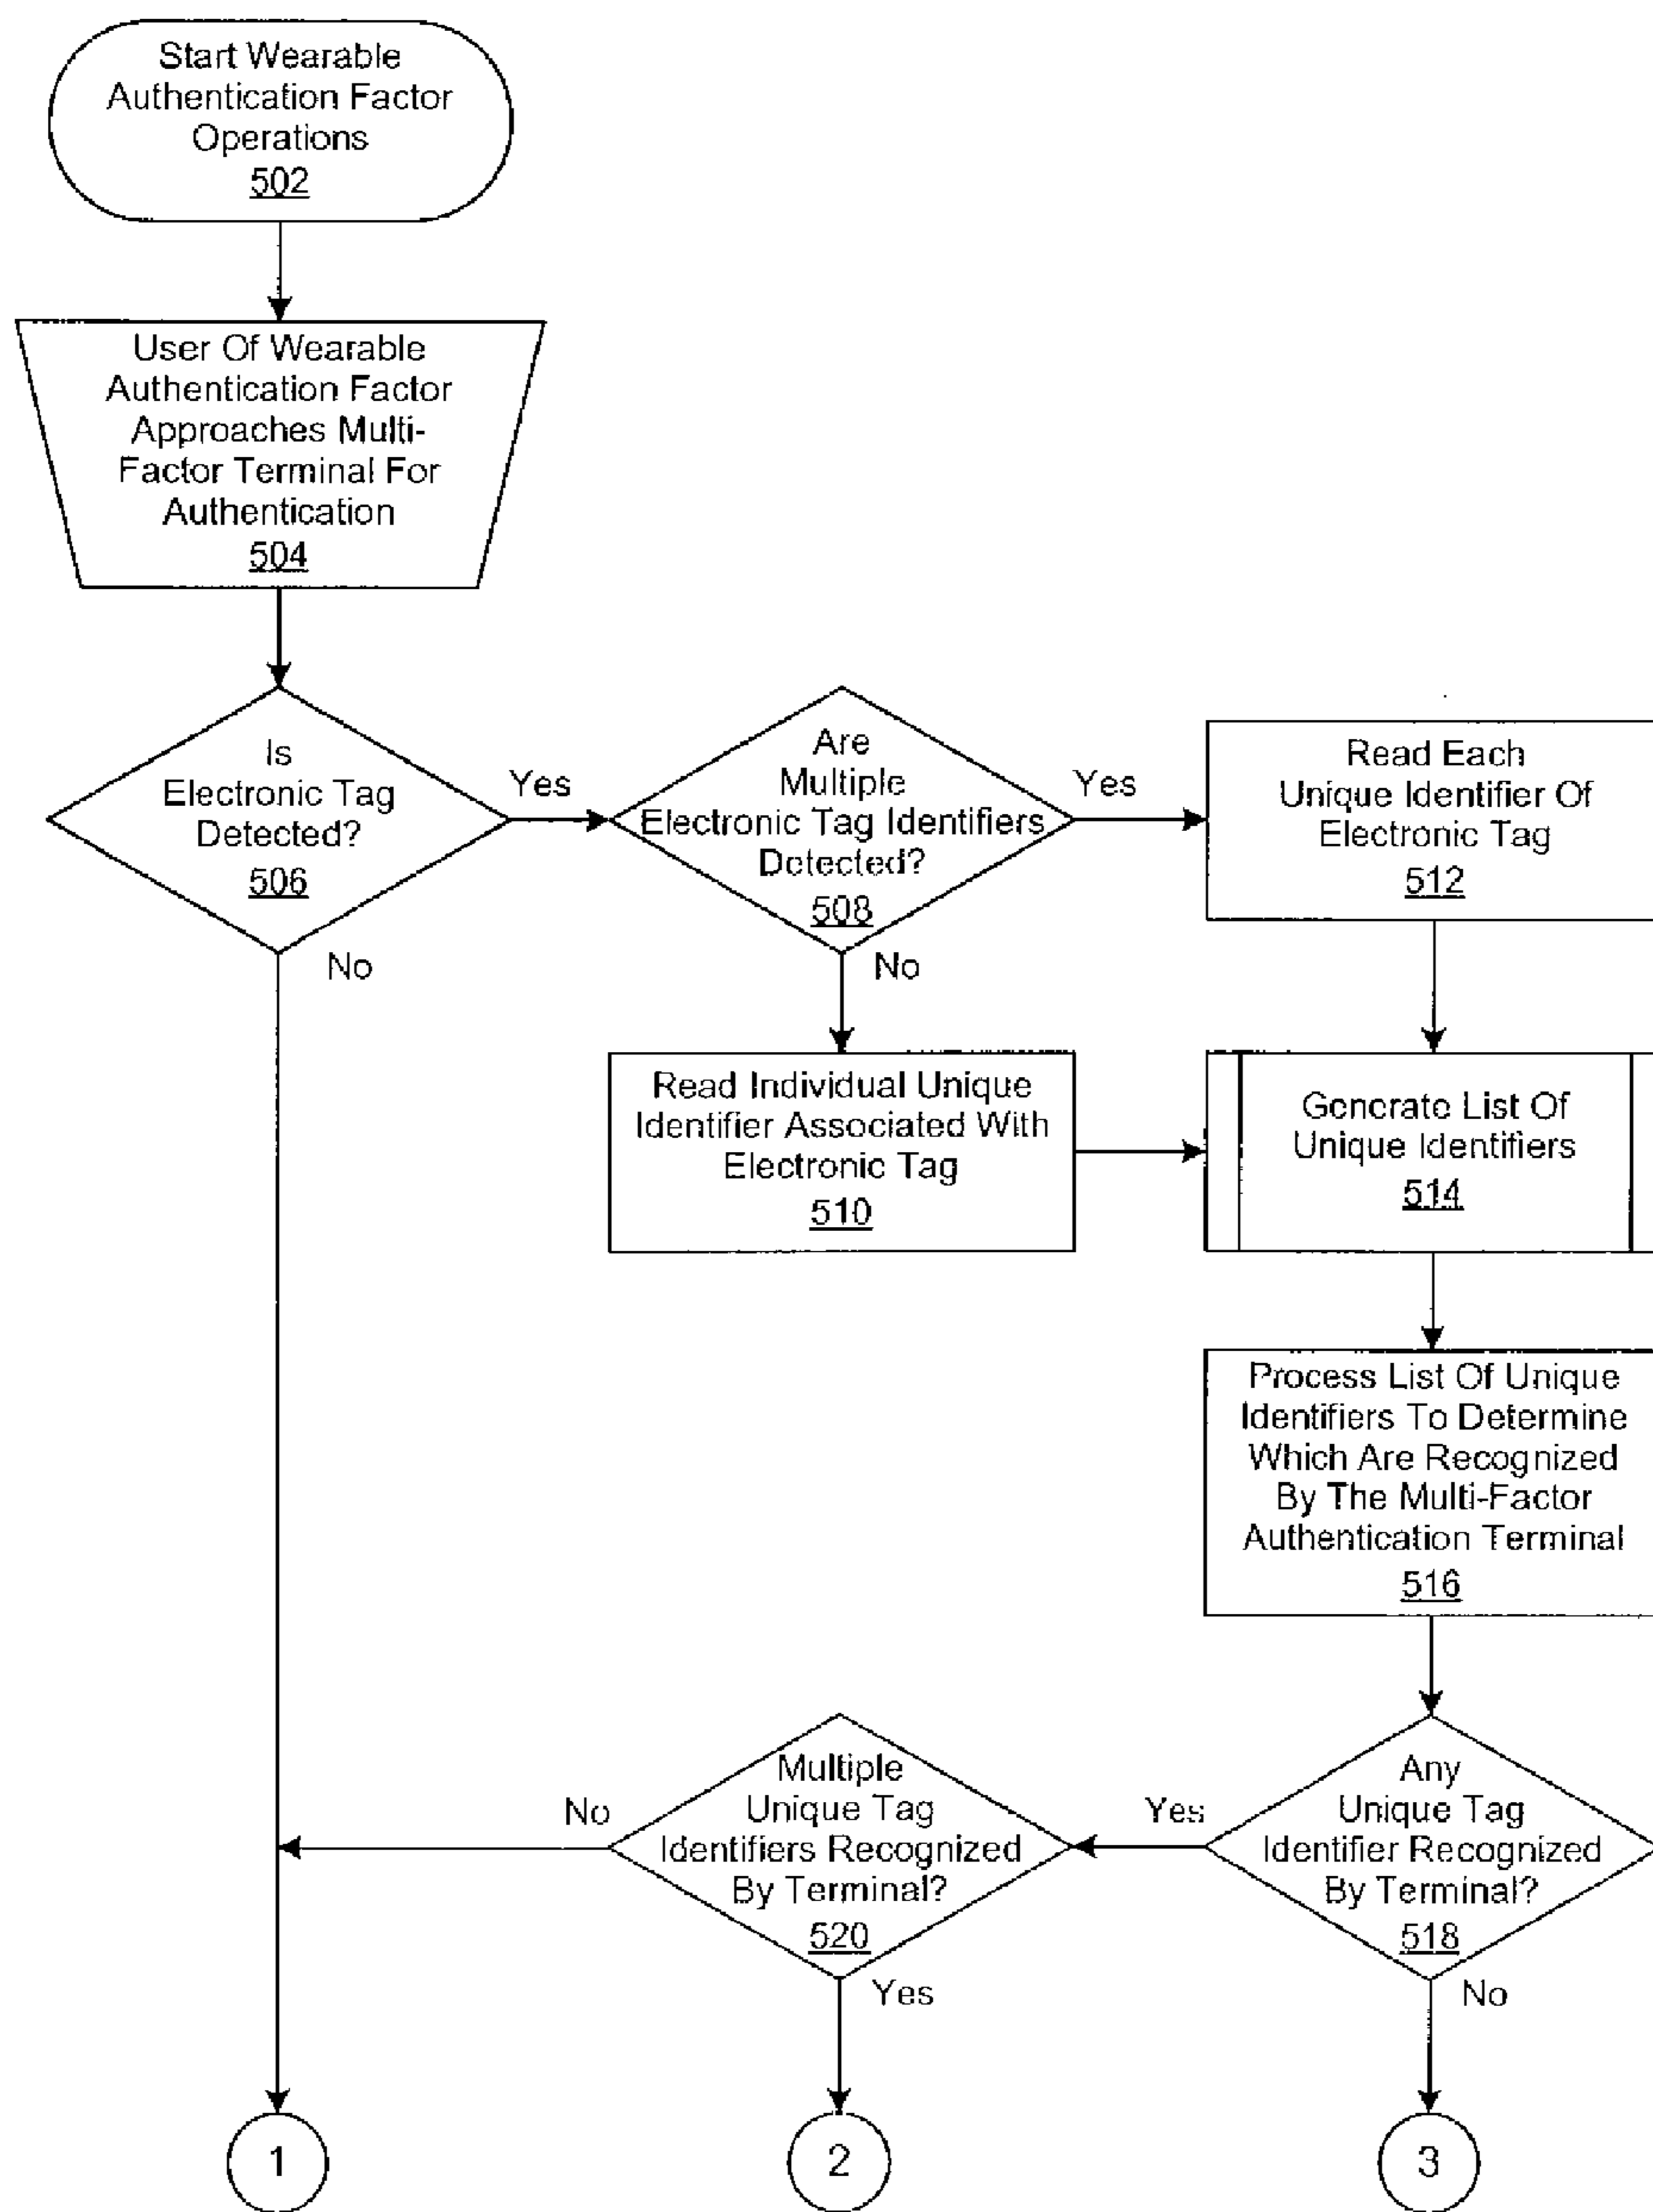 Start Wearable
Authentication Factor
Operations
502
User Of Wearable
Authentication Factor
Approaches Multi-
Factor Terminal For
Authentication
504
Is
Electronic Tag
Detected?
506
Yes
No
Are
Multiple
Electronic Tag Identifiers
Detected?
508
Yes
No
Read Each
Unique Identifier Of
Electronic Tag
512
Read Individual Unique
Identifier Associated With
Electronic Tag
510
Generate List Of
Unique Identifiers
514
Process List Of Unique
Identifiers To Determine
Which Are Recognized
By The Multi-Factor
Authentication Terminal
516
Any
Unique Tag
Identifier Recognized
By Terminal?
518
Yes
No
Multiple
Unique Tag
Identifiers Recognized
By Terminal?
520
No
Yes
1
2
3